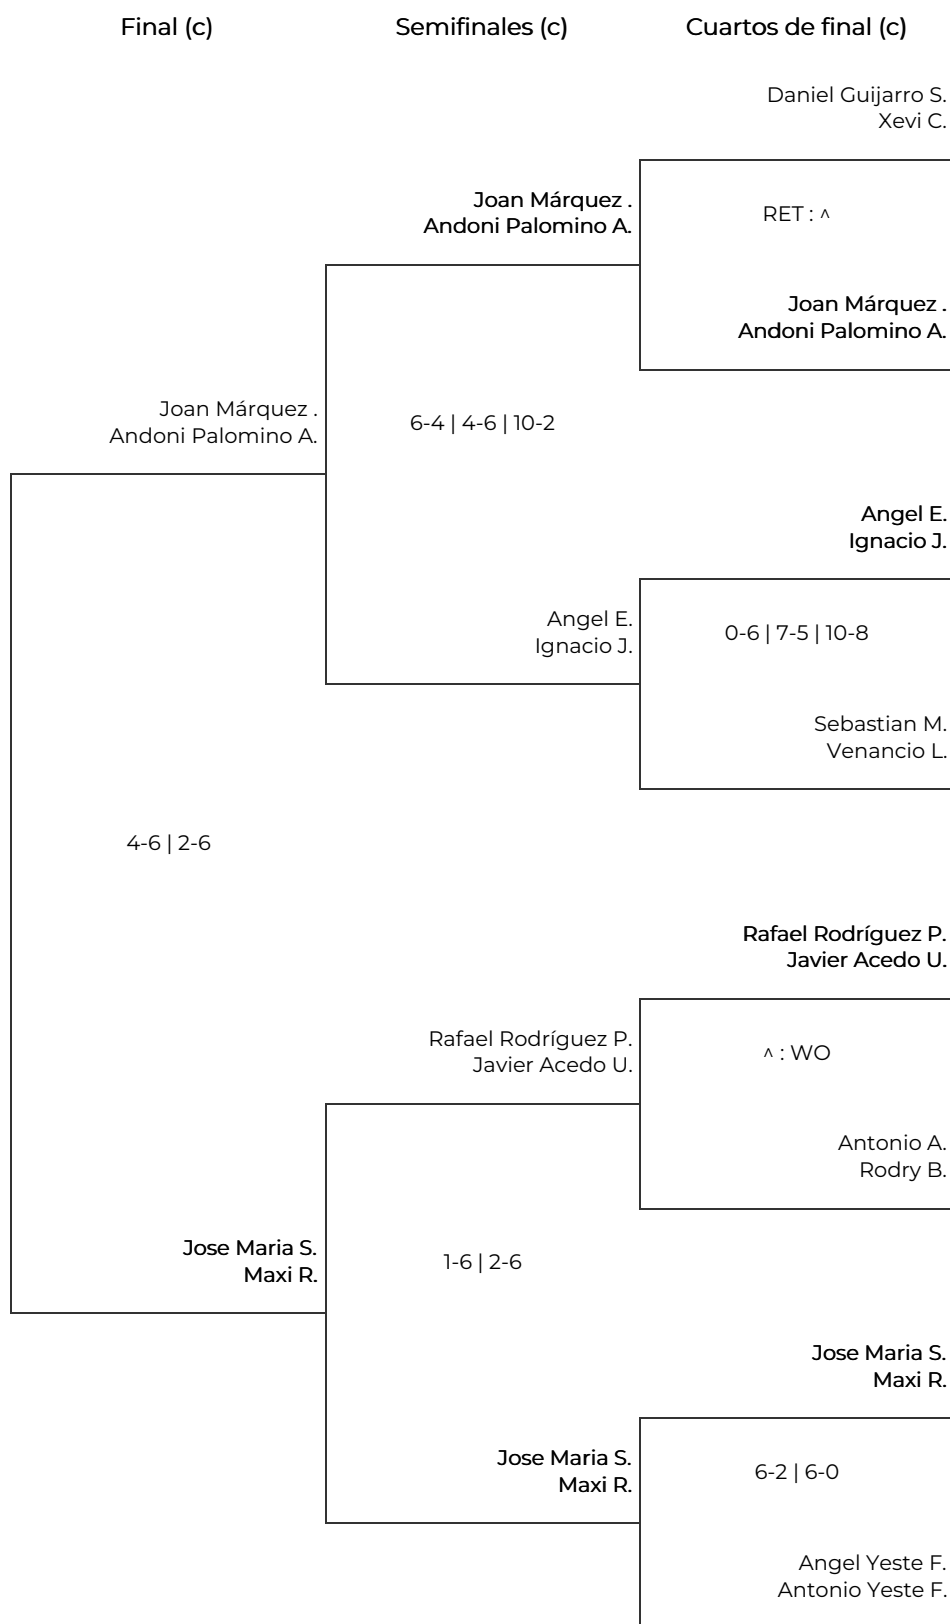 Final (c)
Semifinales (c)
Cuartos de final (c)
Daniel Guijarro S.
Xevi C.
Joan Márquez .
Andoni Palomino A.
RET : ^
Joan Márquez .
Andoni Palomino A.
Joan Márquez .
Andoni Palomino A.
6-4 | 4-6 | 10-2
Angel E.
Ignacio J.
Angel E.
Ignacio J.
0-6 | 7-5 | 10-8
Sebastian M.
Venancio L.
4-6 | 2-6
Rafael Rodríguez P.
Javier Acedo U.
Rafael Rodríguez P.
Javier Acedo U.
^ : WO
Antonio A.
Rodry B.
Jose Maria S.
Maxi R.
1-6 | 2-6
Jose Maria S.
Maxi R.
Jose Maria S.
Maxi R.
6-2 | 6-0
Angel Yeste F.
Antonio Yeste F.